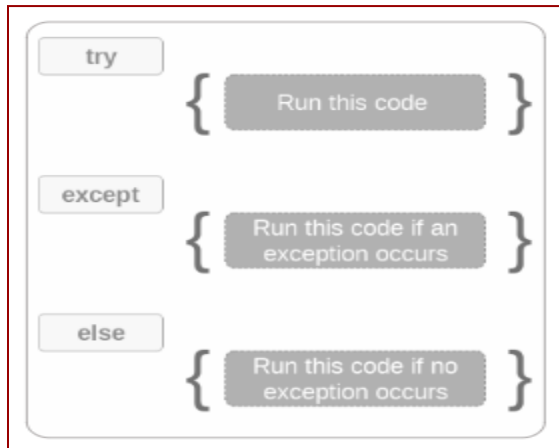 try
{ Run this code }
except
{ Run this code if an
exception occurs }
else
{ Run this code if no
exception occurs }